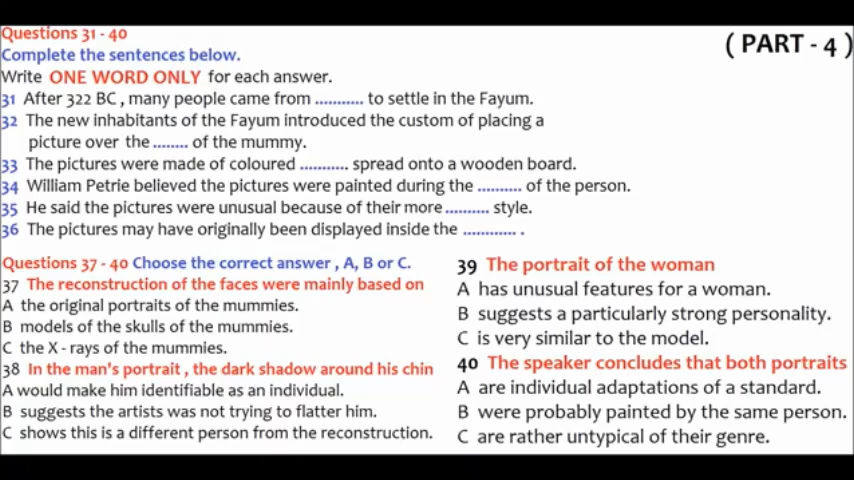 Questions 31 - 40
( PART - 4 )
Complete the sentences below.
Write ONE WORD ONLY for each answer.
31 After 322 BC , many people came from ........... to settle in the Fayum.
32 The new inhabitants of the Fayum introduced the custom of placing a
picture over the ........ of the mummy.
33 The pictures were made of coloured ........... spread onto a wooden board.
34 William Petrie believed the pictures were painted during the .......... of the person.
35 He said the pictures were unusual because of their more .......... style.
36 The pictures may have originally been displayed inside the ............ .
Questions 37 - 40 Choose the correct answer , A, B or C.
37 The reconstruction of the faces were mainly based on
A the original portraits of the mummies.
B models of the skulls of the mummies.
C the X - rays of the mummies.
38 In the man's portrait , the dark shadow around his chin
A would make him identifiable as an individual.
B suggests the artists was not trying to flatter him.
C shows this is a different person from the reconstruction.
39 The portrait of the woman
A has unusual features for a woman.
B suggests a particularly strong personality.
C is very similar to the model.
40 The speaker concludes that both portraits
A are individual adaptations of a standard.
B were probably painted by the same person.
C are rather untypical of their genre.